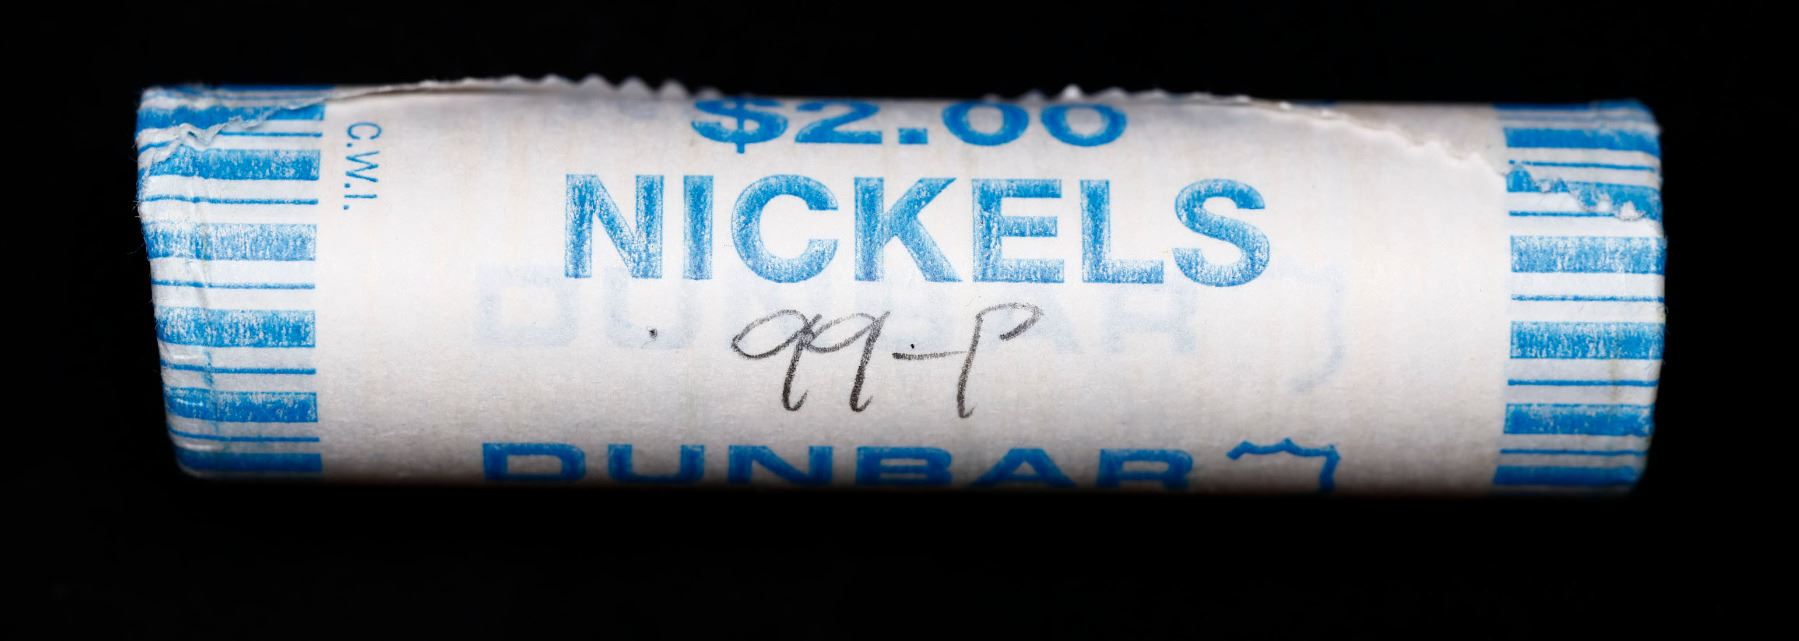 $2.00
NICKELS
99-P
DUNBAR
C.W.I.